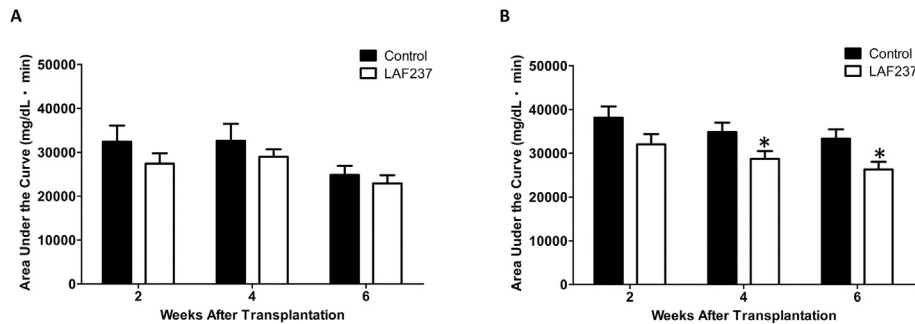 A
Control
LAF237
Area Under the Curve (mg/dL · min)
50000
40000
30000
20000
10000
0
2 4 6
Weeks After Transplantation
B
Control
LAF237
Area Uuder the Curve (mg/dL · min)
50000
40000
30000
20000
10000
0
* *
2 4 6
Weeks After Transplantation